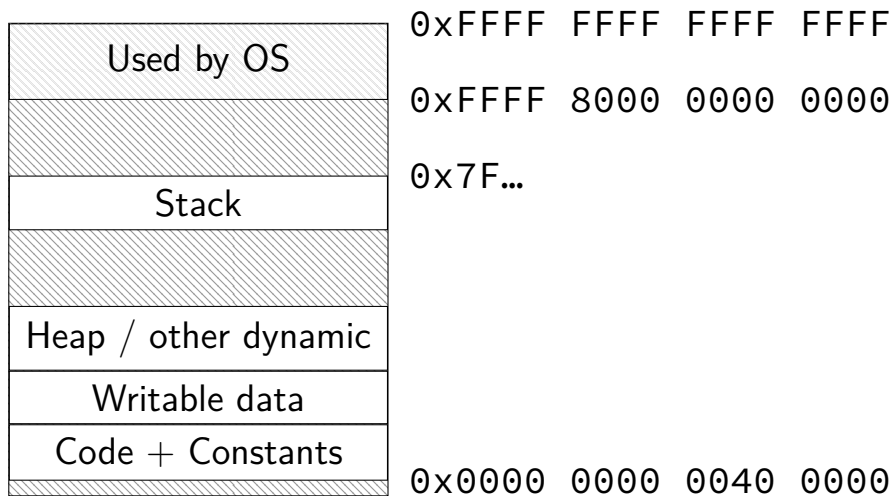 0xFFFF FFFF FFFF FFFF
Used by OS
0xFFFF 8000 0000 0000
0x7F…
Stack
Heap / other dynamic
Writable data
Code + Constants
0x0000 0000 0040 0000